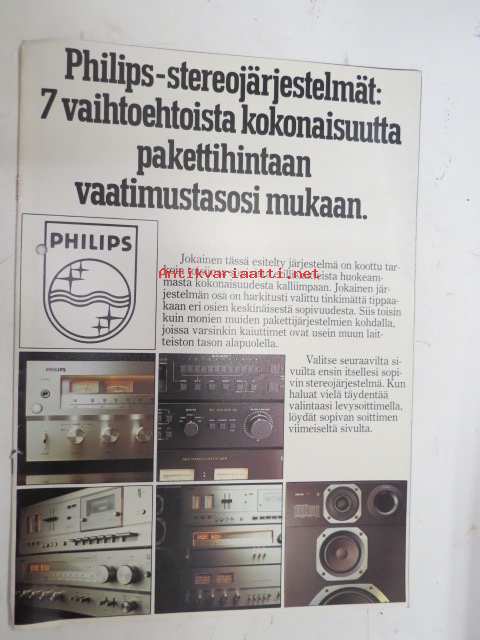 Philips-stereojärjestelmät:
7 vaihtoehtoista kokonaisuutta
pakettihintaan
vaatimustasosi mukaan.
PHILIPS
Jokainen tässä esitelty järjestelmä on koottu tar-
Antikvariaatti.net
huokeam-
masta kokonaisuudesta kalliimpaan. Jokainen jär-
jestelmän osa on harkitusti valittu tinkimättä tippaa-
kaan eri osien keskinäisestä sopivuudesta. Siis toisin
kuin monien muiden pakettijärjestelmien kohdalla,
joissa varsinkin kaiuttimet ovat usein muun lait-
teiston tason alapuolella.
Valitse seuraavilta si-
vuilta ensin itsellesi sopi-
vin stereojärjestelmä. Kun
haluat vielä täydentää
valintaasi levysoittimella,
löydät sopivan soittimen
viimeiseltä sivulta.
PHILIPS